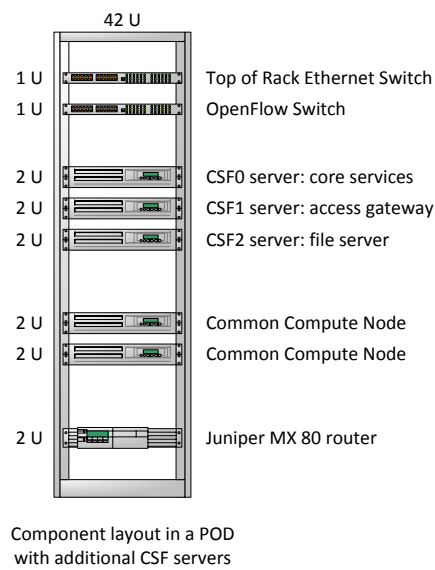 42 U
1 U Top of Rack Ethernet Switch
1 U OpenFlow Switch
2 U CSF0 server: core services
2 U CSF1 server: access gateway
2 U CSF2 server: file server
2 U Common Compute Node
2 U Common Compute Node
2 U Juniper MX 80 router
Component layout in a POD
with additional CSF servers